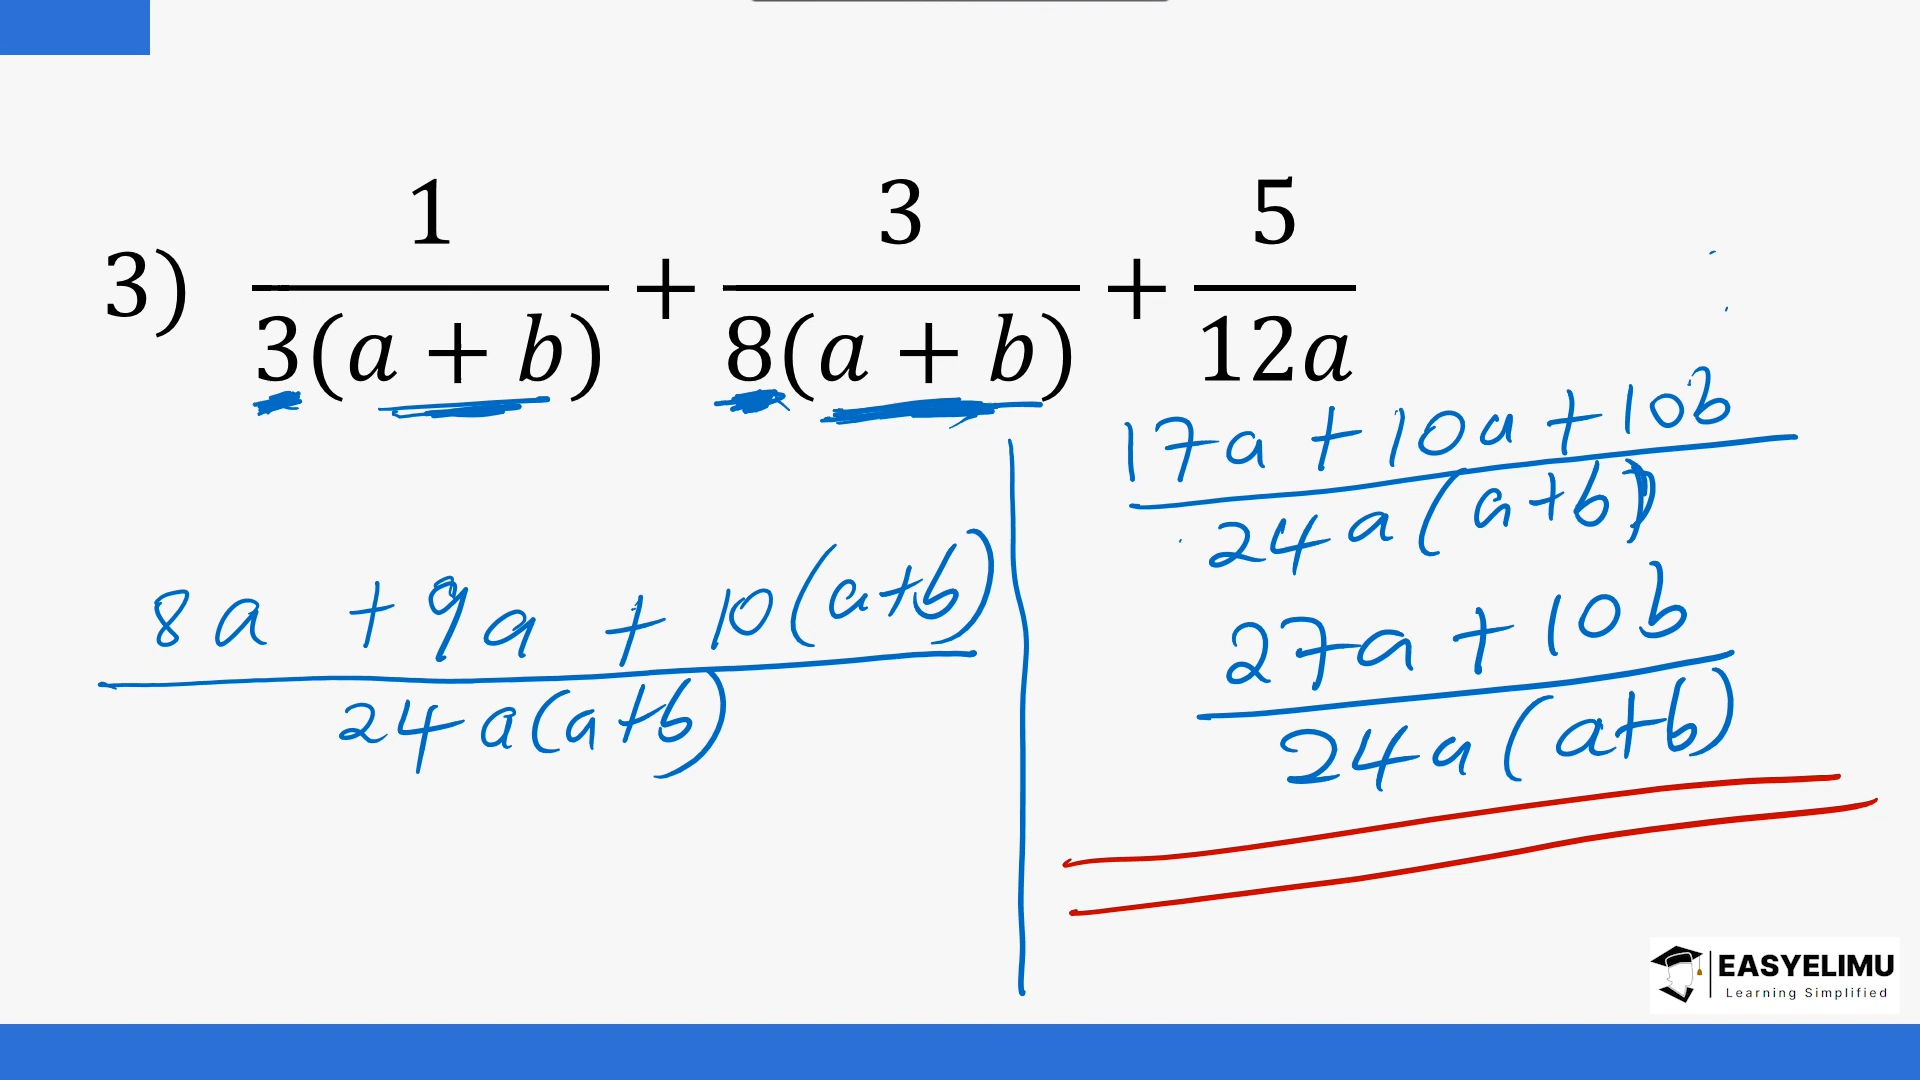 3) 1/3(a + b) + 3/8(a + b) + 5/12a
8a + 9a + 10(a+b)
24a(a+b)
17a + 10a + 10b
24a(a+b)
27a + 10b
24a(a+b)
EASYELIMU
Learning Simplified